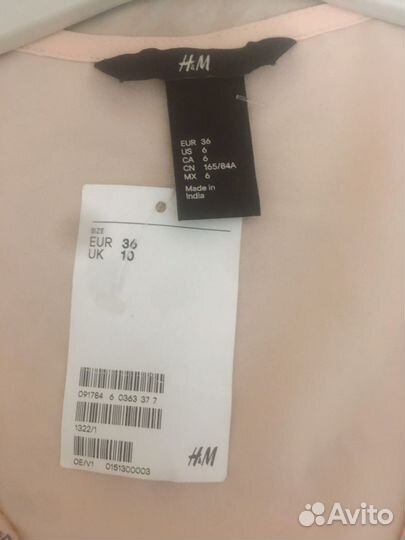 H&M
EUR 36
US 6
CA 6
CN 165/84A
MX 6
Made in
India
SIZE
EUR 36
UK 10
091784 6 0363 37 7
1322/1
OE/V1 0151300003
H&M
Avito